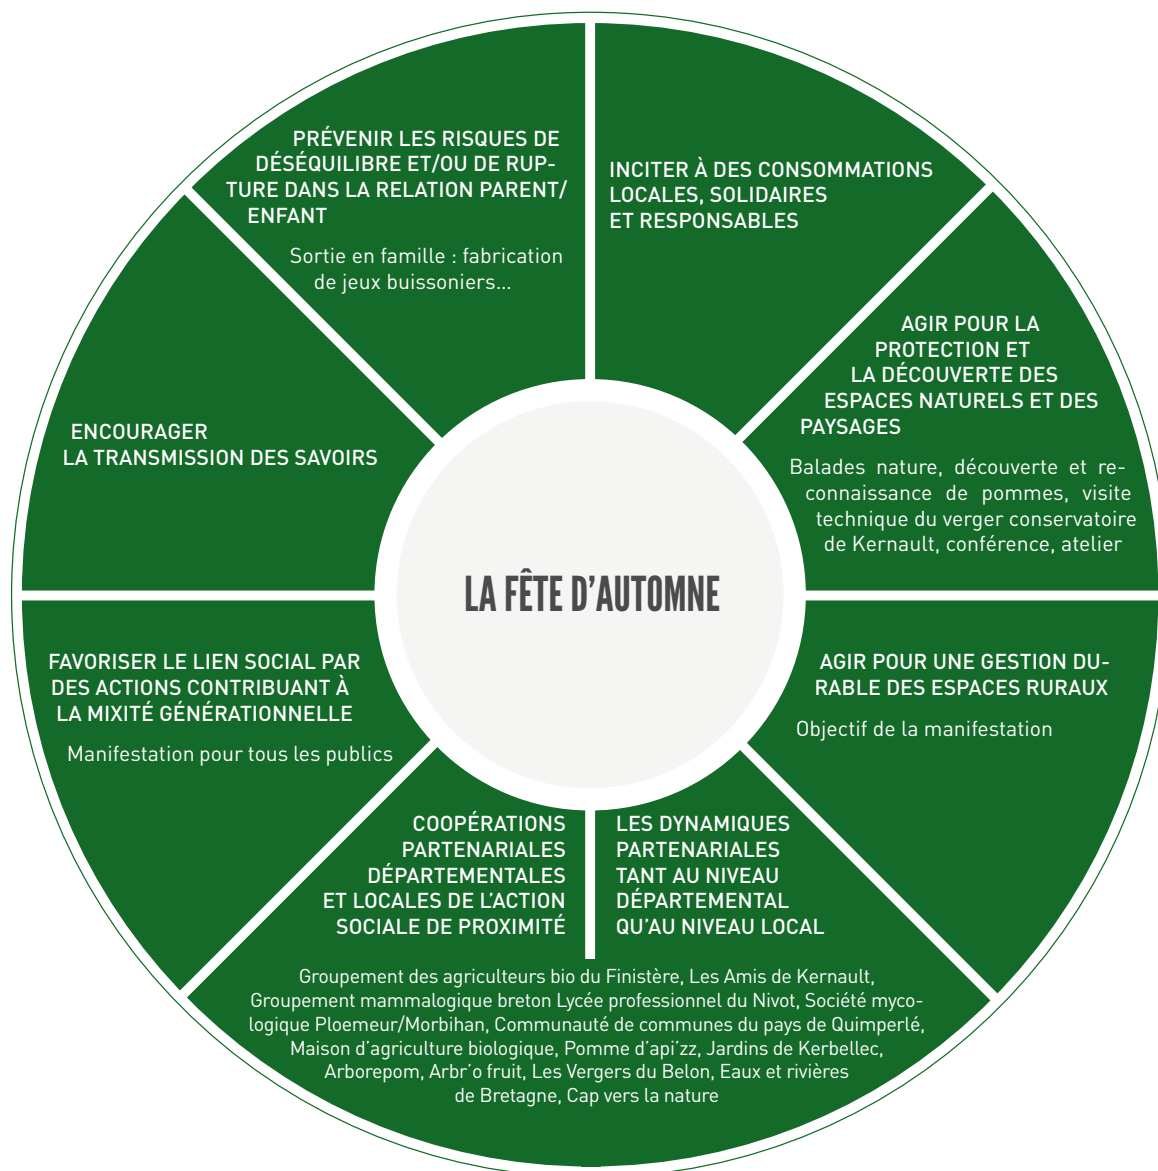 PRÉVENIR LES RISQUES DE
DÉSÉQUILIBRE ET/OU DE RUP-
TURE DANS LA RELATION PARENT/
ENFANT
Sortie en famille : fabrication
de jeux buissoniers...
INCITER À DES CONSOMMATIONS
LOCALES, SOLIDAIRES
ET RESPONSABLES
AGIR POUR LA
PROTECTION ET
LA DÉCOUVERTE DES
ESPACES NATURELS ET DES
PAYSAGES
Balades nature, découverte et re-
connaissance de pommes, visite
technique du verger conservatoire
de Kernault, conférence, atelier
ENCOURAGER
LA TRANSMISSION DES SAVOIRS
LA FÊTE D'AUTOMNE
FAVORISER LE LIEN SOCIAL PAR
DES ACTIONS CONTRIBUANT À
LA MIXITÉ GÉNÉRATIONNELLE
Manifestation pour tous les publics
AGIR POUR UNE GESTION DU-
RABLE DES ESPACES RURAUX
Objectif de la manifestation
COOPÉRATIONS
PARTENARIALES
DÉPARTEMENTALES
ET LOCALES DE L'ACTION
SOCIALE DE PROXIMITÉ
LES DYNAMIQUES
PARTENARIALES
TANT AU NIVEAU
DÉPARTEMENTAL
QU'AU NIVEAU LOCAL
Groupement des agriculteurs bio du Finistère, Les Amis de Kernault,
Groupement mammalogique breton Lycée professionnel du Nivot, Société myco-
logique Ploemeur/Morbihan, Communauté de communes du pays de Quimperlé,
Maison d'agriculture biologique, Pomme d'api'zz, Jardins de Kerbellec,
Arborepom, Arbr'o fruit, Les Vergers du Belon, Eaux et rivières
de Bretagne, Cap vers la nature